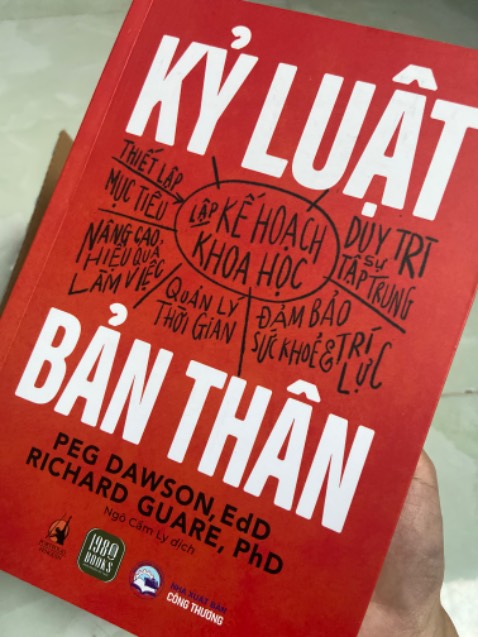 KỶ LUẬT
THIẾT LẬP
MỤC TIÊU
LẬP KẾ HOẠCH
KHOA HỌC
DUY TRÌ
SỰ
TẬP TRUNG
NÂNG CAO
HIỆU QUẢ
LÀM VIỆC
QUẢN LÝ
THỜI GIAN
ĐẢM BẢO
SỨC KHOẺ & TRÍ
LỰC
BẢN THÂN
PEG DAWSON, EdD
RICHARD GUARE, PhD
Ngô Cẩm Ly dịch
1980
BOOKS
NHÀ XUẤT BẢN
CÔNG THƯƠNG